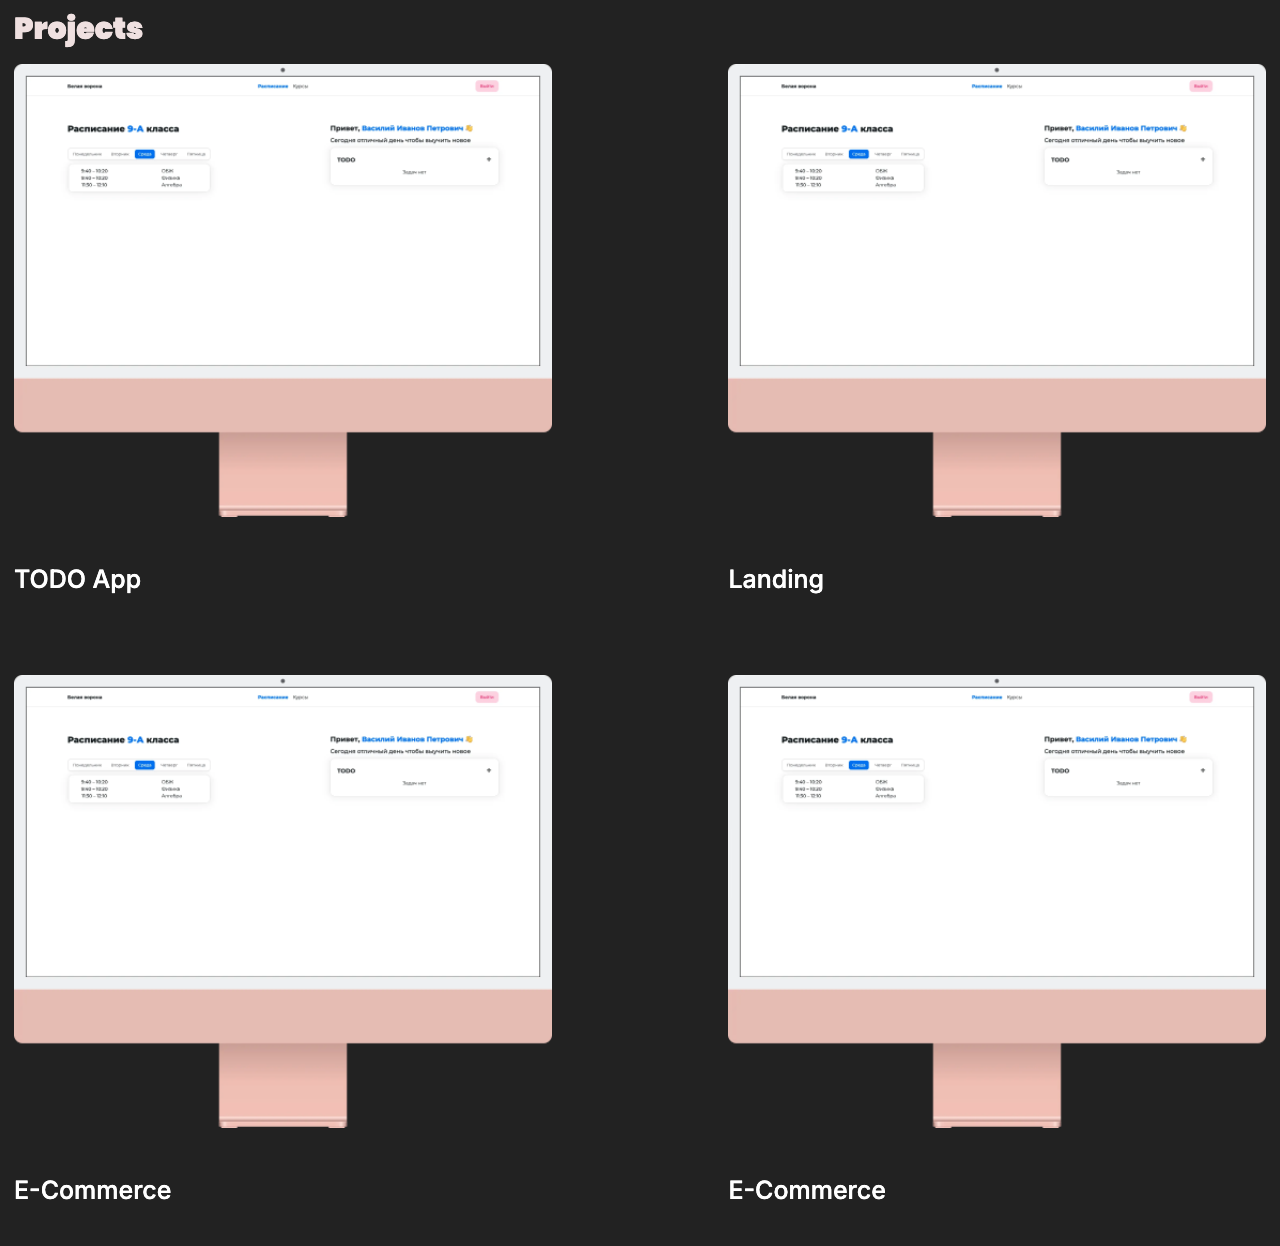 Projects
Белая ворона
Расписание Курсы
Выйти
Расписание 9-А класса
Понедельник Вторник Среда Четверг Пятница
9:40 - 10:20 ОБЖ
9:40 - 10:20 Физика
11:30 - 12:10 Алгебра
Привет, Василий Иванов Петрович 👋
Сегодня отличный день чтобы выучить новое
TODO +
Задач нет
Белая ворона
Расписание Курсы
Выйти
Расписание 9-А класса
Понедельник Вторник Среда Четверг Пятница
9:40 - 10:20 ОБЖ
9:40 - 10:20 Физика
11:30 - 12:10 Алгебра
Привет, Василий Иванов Петрович 👋
Сегодня отличный день чтобы выучить новое
TODO +
Задач нет
TODO App
Landing
Белая ворона
Расписание Курсы
Выйти
Расписание 9-А класса
Понедельник Вторник Среда Четверг Пятница
9:40 - 10:20 ОБЖ
9:40 - 10:20 Физика
11:30 - 12:10 Алгебра
Привет, Василий Иванов Петрович 👋
Сегодня отличный день чтобы выучить новое
TODO +
Задач нет
Белая ворона
Расписание Курсы
Выйти
Расписание 9-А класса
Понедельник Вторник Среда Четверг Пятница
9:40 - 10:20 ОБЖ
9:40 - 10:20 Физика
11:30 - 12:10 Алгебра
Привет, Василий Иванов Петрович 👋
Сегодня отличный день чтобы выучить новое
TODO +
Задач нет
E-Commerce
E-Commerce